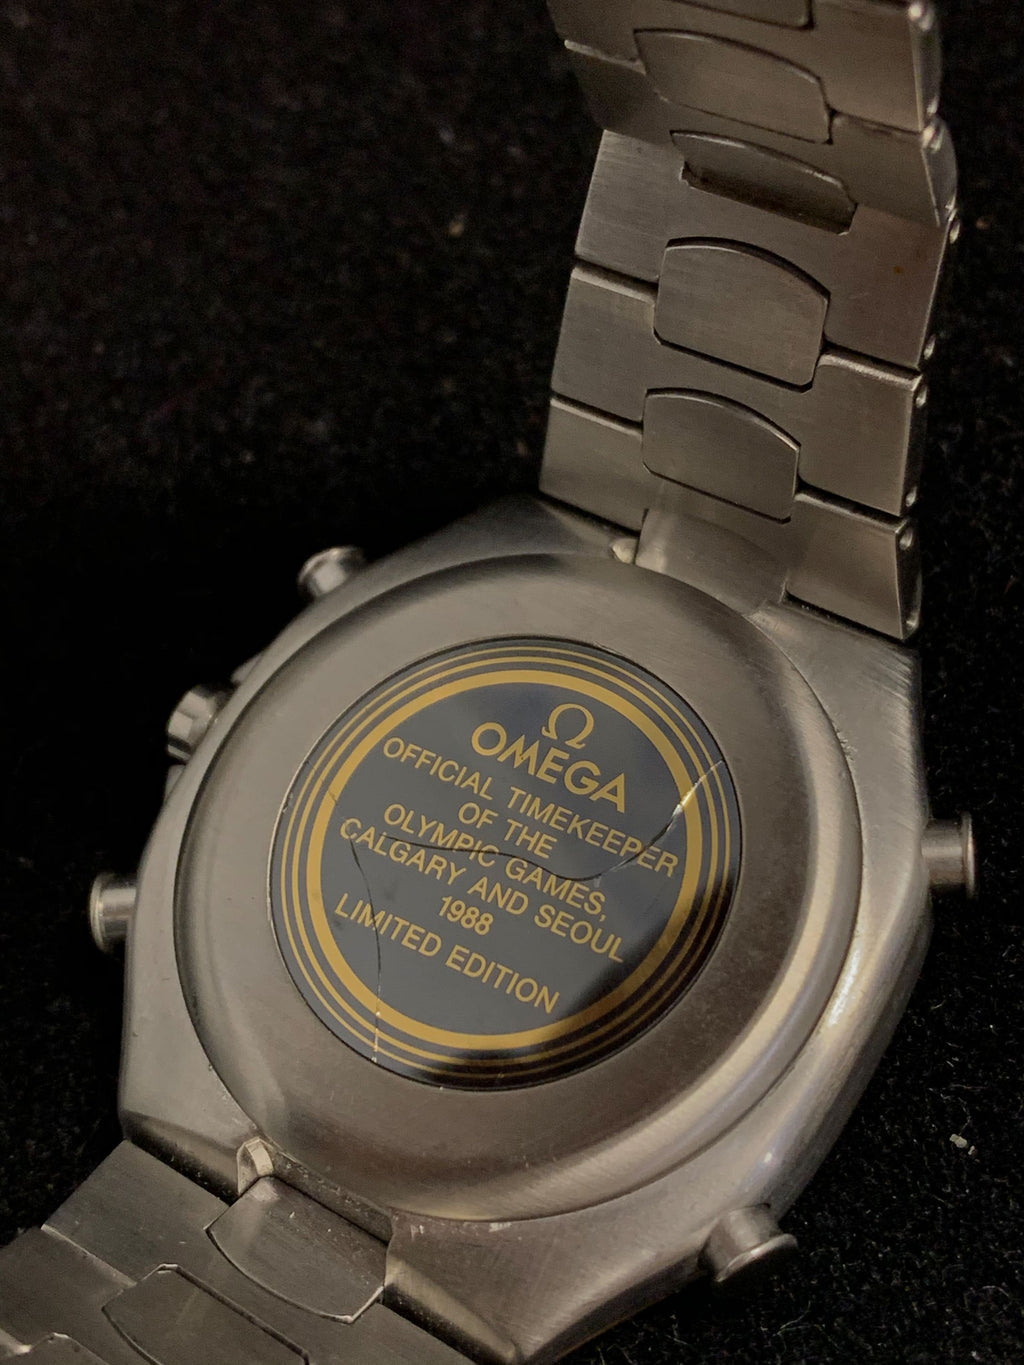 Ω
OMEGA
OFFICIAL TIMEKEEPER
OF THE
OLYMPIC GAMES,
CALGARY AND SEOUL
1988
LIMITED EDITION